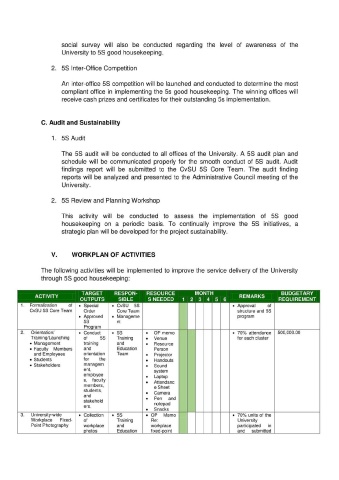 social survey will also be conducted regarding the level of awareness of the
University to 5S good housekeeping.
2. 5S Inter-Office Competition
An inter-office 5S competition will be launched and conducted to determine the most
compliant office in implementing the 5s good housekeeping. The winning offices will
receive cash prizes and certificates for their outstanding 5s implementation.
C. Audit and Sustainability
1. 5S Audit
The 5S audit will be conducted to all offices of the University. A 5S audit plan and
schedule will be communicated properly for the smooth conduct of 5S audit. Audit
findings report will be submitted to the CvSU 5S Core Team. The audit finding
reports will be analyzed and presented to the Administrative Council meeting of the
University.
2. 5S Review and Planning Workshop
This activity will be conducted to assess the implementation of 5S good
housekeeping on a periodic basis. To continually improve the 5S initiatives, a
strategic plan will be developed for the project sustainability.
V. WORKPLAN OF ACTIVITIES
The following activities will be implemented to improve the service delivery of the University
through 5S good housekeeping:
ACTIVITY
TARGET
OUTPUTS
RESPON-
SIBLE
RESOURCE
S NEEDED
MONTH
1 2 3 4 5 6
REMARKS
BUDGETARY
REQUIREMENT
1. Formalization of
CvSU 5S Core Team
• Special
Order
• Approved
5S
Program
• CvSU 5S
Core Team
• Manageme
nt
• Approval of
structure and 5S
program
2. Orientation/
Training/Launching
• Management
• Faculty Members
and Employees
• Students
• Stakeholders
• Conduct
of 5S
training
and
orientation
for the
managem
ent,
employee
s, faculty
members,
students
and
stakehold
ers
• 5S
Training
and
Education
Team
• OP memo
• Venue
• Resource
Person
• Projector
• Handouts
• Sound
system
• Laptop
• Attendanc
e Sheet
• Camera
• Pen and
notepad
• Snacks
• 70% attendance
for each cluster
3. University-wide
Workplace Fixed-
Point Photography
• Collection
of
workplace
photos
• 5S
Training
and
Education
• OP Memo
Re:
workplace
fixed-point
• 70% units of the
University
participated in
and submitted